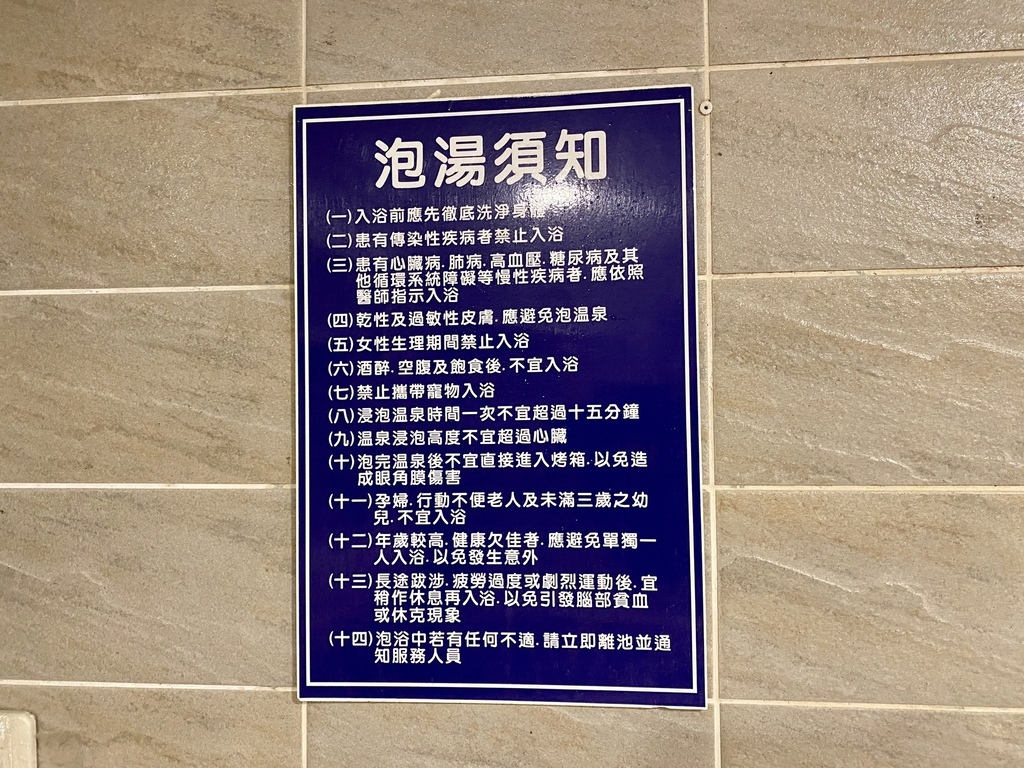 泡湯須知
(一)入浴前應先徹底洗淨身體
(二)患有傳染性疾病者禁止入浴
(三)患有心臟病.肺病.高血壓.糖尿病及其
他循環系統障礙等慢性疾病者.應依照
醫師指示入浴
(四)乾性及過敏性皮膚.應避免泡溫泉
(五)女性生理期間禁止入浴
(六)酒醉.空腹及飽食後.不宜入浴
(七)禁止攜帶寵物入浴
(八)浸泡溫泉時間一次不宜超過十五分鐘
(九)溫泉浸泡高度不宜超過心臟
(十)泡完溫泉後不宜直接進入烤箱.以免造
成眼角膜傷害
(十一)孕婦.行動不便老人及未滿三歲之幼
兒.不宜入浴
(十二)年歲較高.健康欠佳者.應避免單獨一
人入浴.以免發生意外
(十三)長途跋涉.疲勞過度或劇烈運動後.宜
稍作休息再入浴.以免引發腦部貧血
或休克現象
(十四)泡浴中若有任何不適.請立即離池並通
知服務人員